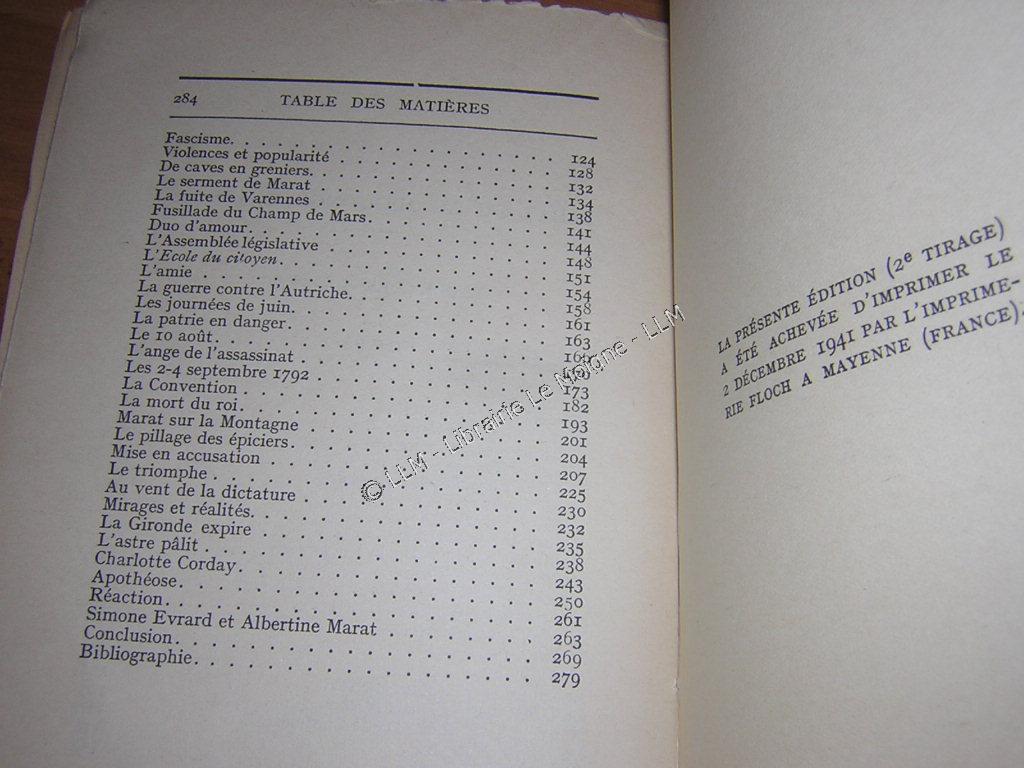 284 TABLE DES MATIÈRES
Fascisme. . . . . . . . . . . . . . . . . . 124
Violences et popularité . . . . . . . . . . . . 128
De caves en greniers. . . . . . . . . . . . . 132
Le serment de Marat . . . . . . . . . . . . . 134
La fuite de Varennes . . . . . . . . . . . . . 138
Fusillade du Champ de Mars. . . . . . . . . . 141
Duo d'amour. . . . . . . . . . . . . . . . 144
L'Assemblée législative . . . . . . . . . . . . 148
L'Ecole du citoyen. . . . . . . . . . . . . . 151
L'amie . . . . . . . . . . . . . . . . . . 154
La guerre contre l'Autriche. . . . . . . . . . . 158
Les journées de juin. . . . . . . . . . . . . 161
La patrie en danger. . . . . . . . . . . . . . 163
Le 10 août. . . . . . . . . . . . . . . . .
L'ange de l'assassinat . . . . . . . . . . . .
Les 2-4 septembre 1792 . . . . . . . . . . . . 173
La Convention . . . . . . . . . . . . . . . 182
La mort du roi. . . . . . . . . . . . . . . 193
Marat sur la Montagne . . . . . . . . . . . . 201
Le pillage des épiciers. . . . . . . . . . . . . 204
Mise en accusation . . . . . . . . . . . . . . 207
Le triomphe . . . . . . . . . . . . . . . . 225
Au vent de la dictature . . . . . . . . . . . . 230
Mirages et réalités. . . . . . . . . . . . . . 232
La Gironde expire . . . . . . . . . . . . . . 235
L'astre pâlit . . . . . . . . . . . . . . . . 238
Charlotte Corday. . . . . . . . . . . . . . . 243
Apothéose. . . . . . . . . . . . . . . . . 250
Réaction. . . . . . . . . . . . . . . . . . 261
Simone Evrard et Albertine Marat . . . . . . . . 263
Conclusion. . . . . . . . . . . . . . . . . 269
Bibliographie. . . . . . . . . . . . . . . . 279
© LLM - Librairie Le Moigne - LLM
LA PRÉSENTE ÉDITION (2e TIRAGE)
A ÉTÉ ACHEVÉE D'IMPRIMER LE
2 DÉCEMBRE 1941 PAR L'IMPRIME-
RIE FLOCH A MAYENNE (FRANCE).